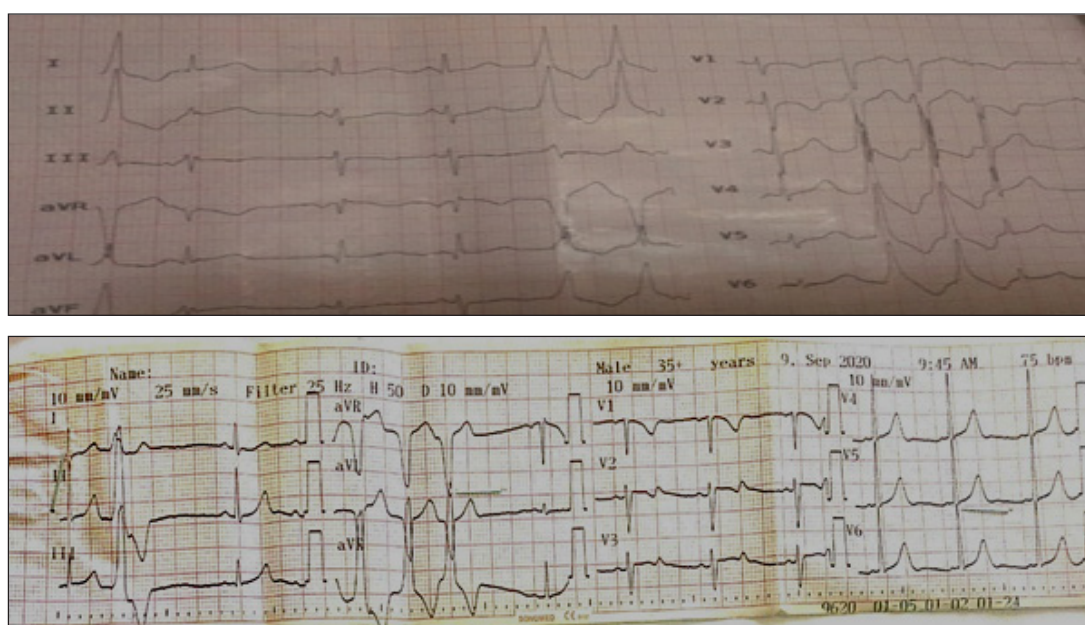 I
II
III
aVR
aVL
aVF
V1
V2
V3
V4
V5
V6
Name: ID: Male 35+ years 9. Sep 2020 9:45 AM 75 bpm
10 mm/mV 25 mm/s Filter 25 Hz H 50 D 10 mm/mV 10 mm/mV 10 mm/mV
I aVR V1 V4
II aVL V2 V5
III V3 V6
9620 01-05 01-02 01-24